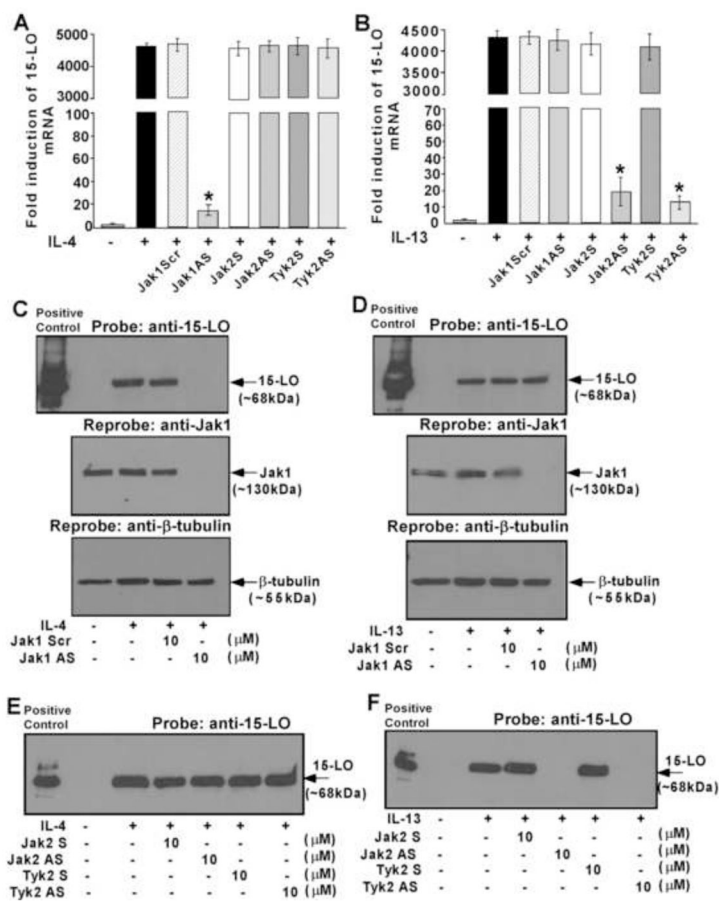 A
Fold induction of 15-LO
mRNA
5000
4000
3000
100
80
60
40
20
0
*
IL-4 - + + + + + + +
Jak1Scr
Jak1AS
Jak2S
Jak2AS
Tyk2S
Tyk2AS
B
Fold induction of 15-LO
mRNA
4500
4000
3500
3000
70
60
50
40
30
20
10
0
*
*
IL-13 - + + + + + + +
Jak1Scr
Jak1AS
Jak2S
Jak2AS
Tyk2S
Tyk2AS
C
Positive
Control
Probe: anti-15-LO
15-LO
(~68kDa)
Reprobe: anti-Jak1
Jak1
(~130kDa)
Reprobe: anti-β-tubulin
β-tubulin
(~55kDa)
IL-4 - + + +
Jak1 Scr - - 10 - (μM)
Jak1 AS - - - 10 (μM)
D
Positive
Control
Probe: anti-15-LO
15-LO
(~68kDa)
Reprobe: anti-Jak1
Jak1
(~130kDa)
Reprobe: anti-β-tubulin
β-tubulin
(~55kDa)
IL-13 - + + +
Jak1 Scr - - 10 - (μM)
Jak1 AS - - - 10 (μM)
E
Positive
Control
Probe: anti-15-LO
15-LO
(~68kDa)
IL-4 - + + + + +
Jak2 S - - 10 - - - (μM)
Jak2 AS - - - 10 - - (μM)
Tyk2 S - - - - 10 - (μM)
Tyk2 AS - - - - - 10 (μM)
F
Positive
Control
Probe: anti-15-LO
15-LO
(~68kDa)
IL-13 - + + + + +
Jak2 S - - 10 - - - (μM)
Jak2 AS - - - 10 - - (μM)
Tyk2 S - - - - 10 - (μM)
Tyk2 AS - - - - - 10 (μM)